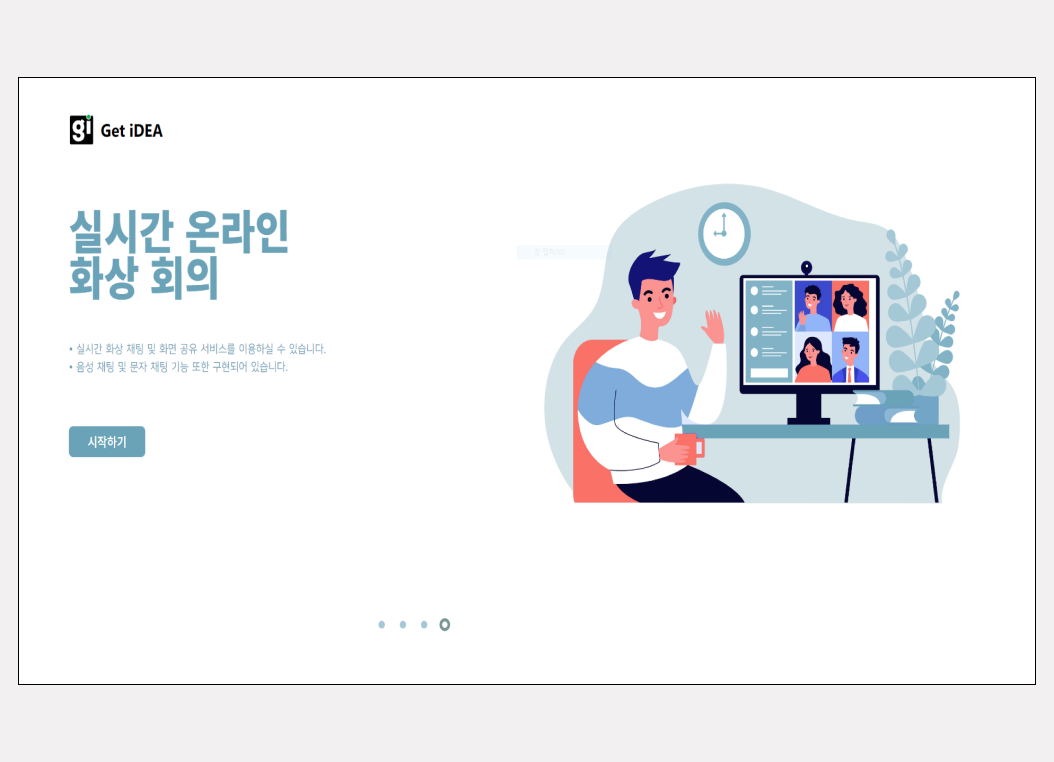 gi Get iDEA
실시간 온라인
화상 회의
• 실시간 화상 채팅 및 화면 공유 서비스를 이용하실 수 있습니다.
• 음성 채팅 및 문자 채팅 기능 또한 구현되어 있습니다.
시작하기